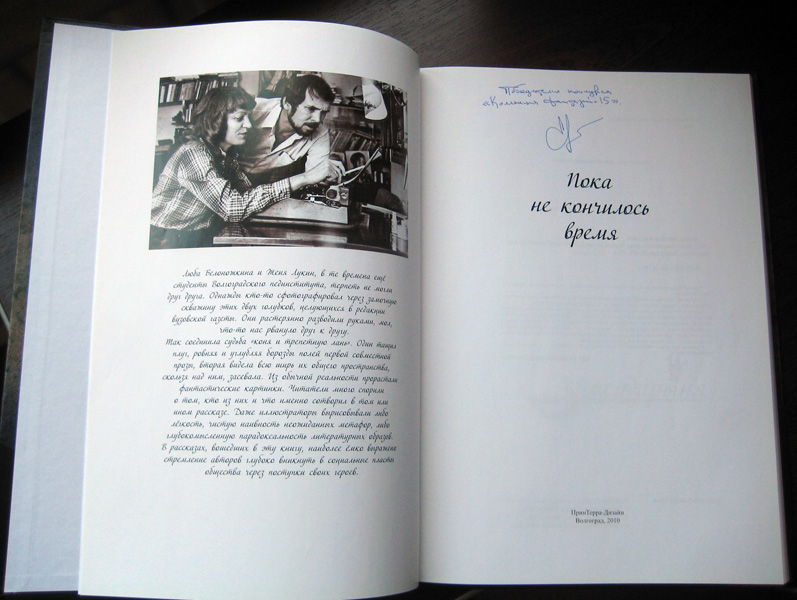 Люба Белоножкина и Женя Лукин, в те времена ещё
студенты Волгоградского пединститута, терпеть не могли
друг друга. Однажды кто-то сфотографировал через замочную
скважину этих двух голубков, целующихся в редакции
вузовской газеты. Они растерянно разводили руками, мол,
что-то нас рвануло друг к другу.
Так соединила судьба «коня и трепетную лань». Один тащил
плуг, ровняя и углубляя борозды полей первой совместной
прозы, вторая видела всю ширь их общего пространства,
скользя над ним, засевала. Из обычной реальности прорастали
фантастические картинки. Читатели много спорили
о том, кто из них и что именно сотворил в том или
ином рассказе. Даже иллюстраторы вырисовывали либо
лёгкость, чистую наивность неожиданных метафор, либо
глубокомысленную парадоксальность литературных образов.
В рассказах, вошедших в эту книгу, наиболее ёмко выражено
стремление авторов глубоко вникнуть в социальные пласты
общества через поступки своих героев.
Победителю конкурса
15
Пока
не кончилось
время
ПринТерра-Дизайн
Волгоград, 2010